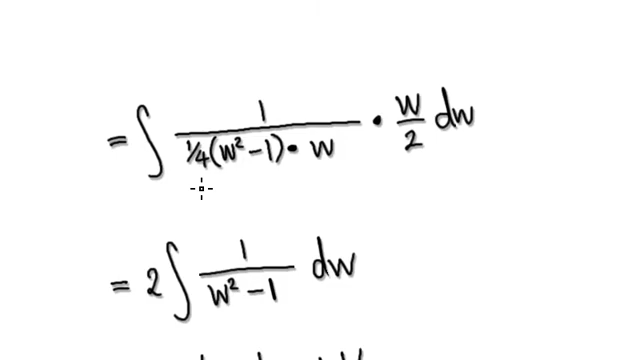 = ∫ 1 / (¼(w² − 1) • w) • w/2 dw
= 2 ∫ 1 / (w² − 1) dw